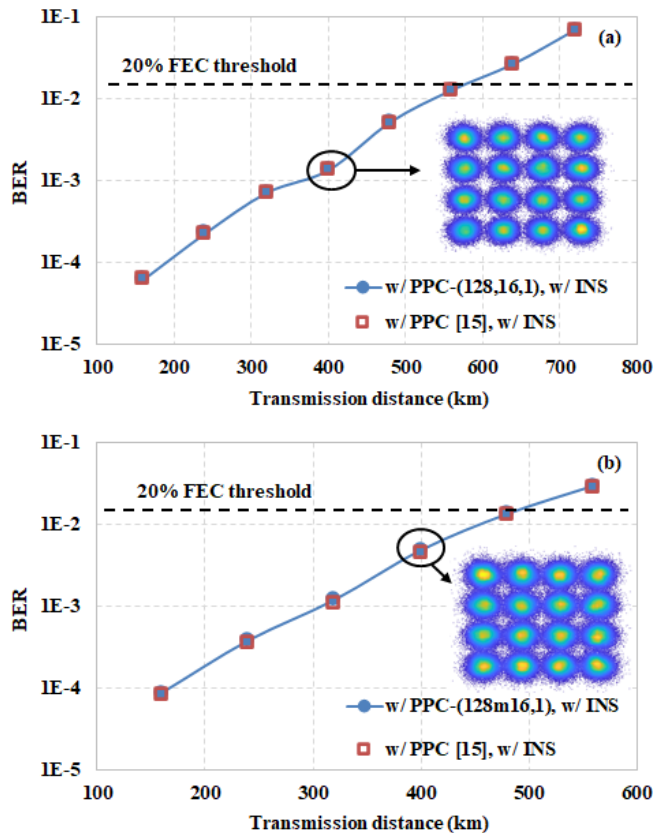 1E-1
(a)
20% FEC threshold
1E-2
BER
1E-3
1E-4
w/ PPC-(128,16,1), w/ INS
w/ PPC [15], w/ INS
1E-5
100 200 300 400 500 600 700 800
Transmission distance (km)
1E-1
(b)
20% FEC threshold
1E-2
BER
1E-3
1E-4
w/ PPC-(128m16,1), w/ INS
w/ PPC [15], w/ INS
1E-5
100 200 300 400 500 600
Transmission distance (km)